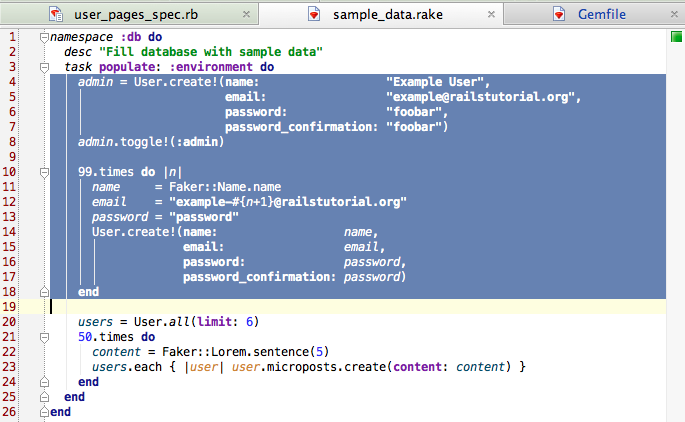 user_pages_spec.rb sample_data.rake Gemfile
1 namespace :db do
2   desc "Fill database with sample data"
3   task populate: :environment do
4     admin = User.create!(name:                  "Example User",
5                          email:                 "example@railstutorial.org",
6                          password:              "foobar",
7                          password_confirmation: "foobar")
8     admin.toggle!(:admin)
9
10     99.times do |n|
11       name     = Faker::Name.name
12       email    = "example-#{n+1}@railstutorial.org"
13       password = "password"
14       User.create!(name:                  name,
15                    email:                 email,
16                    password:              password,
17                    password_confirmation: password)
18     end
19
20     users = User.all(limit: 6)
21     50.times do
22       content = Faker::Lorem.sentence(5)
23       users.each { |user| user.microposts.create(content: content) }
24     end
25   end
26 end